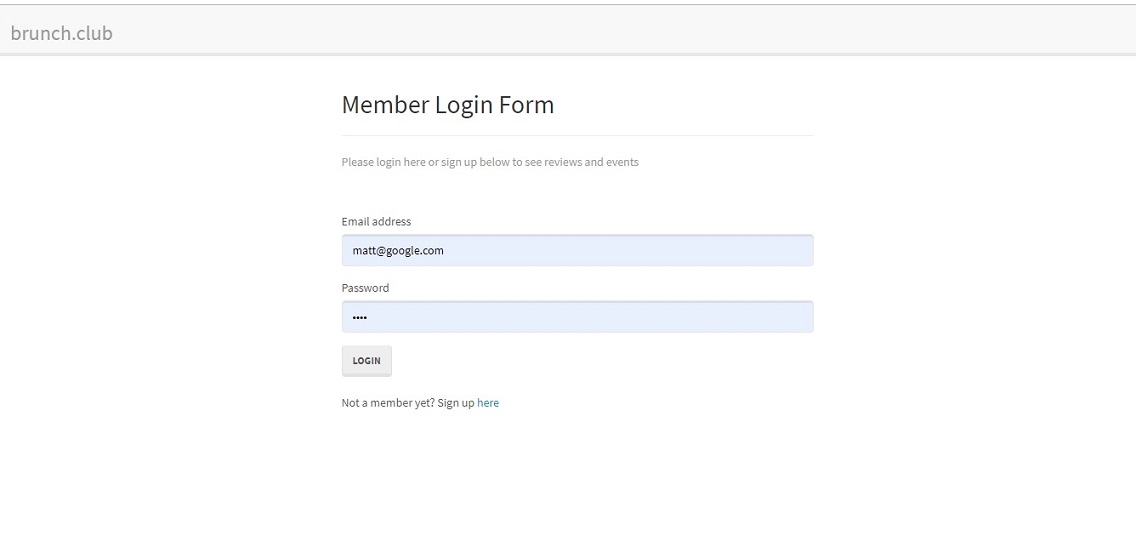 brunch.club
Member Login Form
Please login here or sign up below to see reviews and events
Email address
matt@google.com
Password
••••
LOGIN
Not a member yet? Sign up here